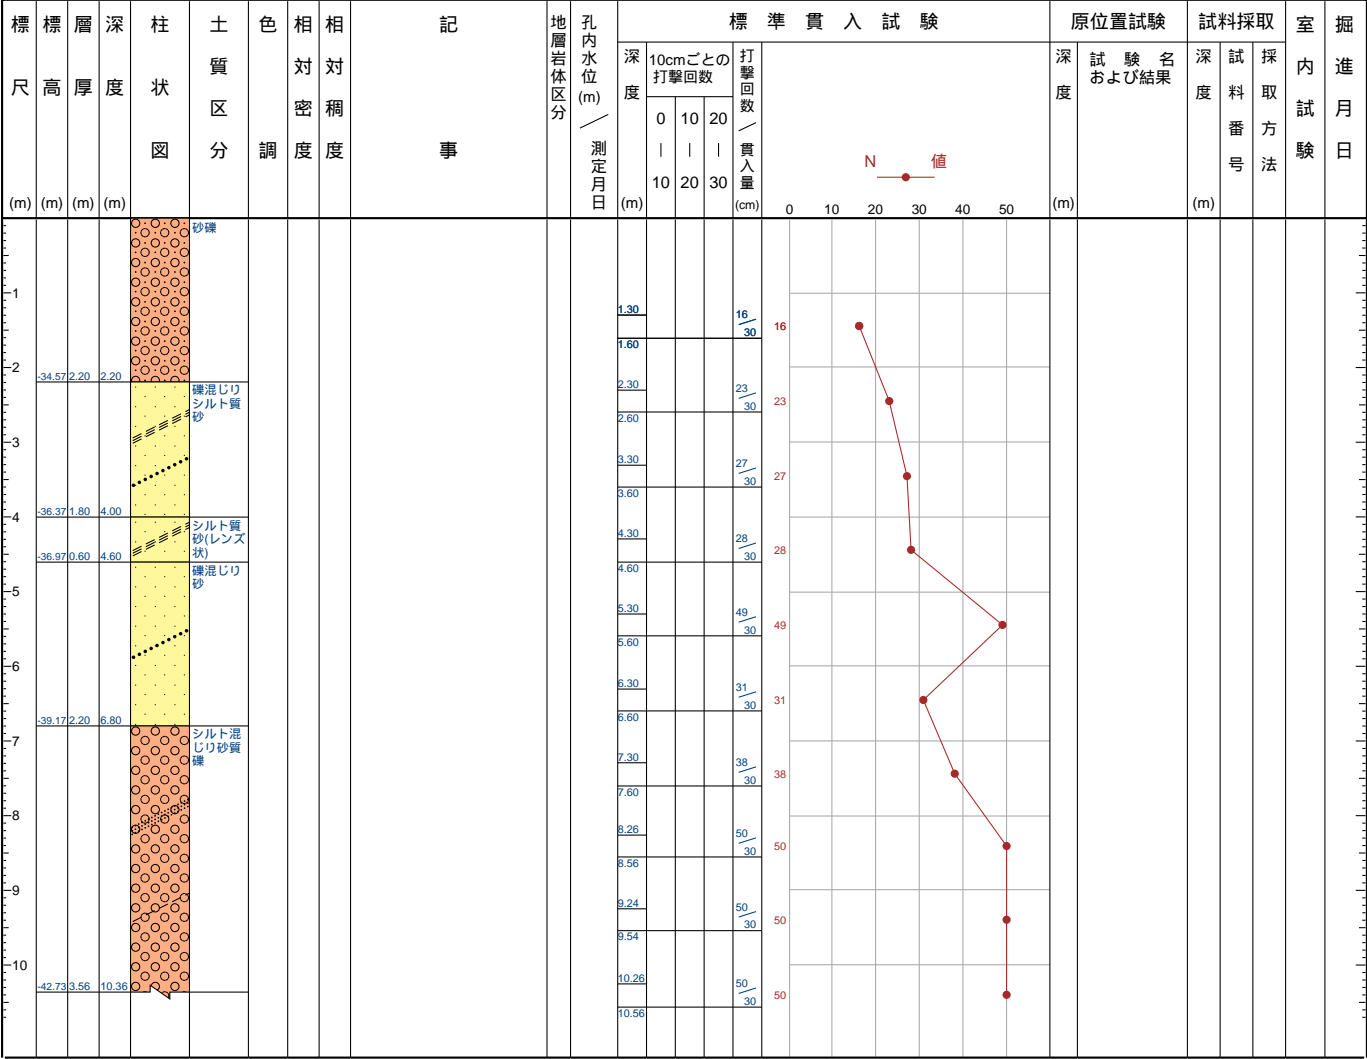 標尺(m)
標高(m)
層厚(m)
深度(m)
柱状図
土質区分
色調
相対密度
相対稠度
記事
地層岩体区分
孔内水位(m)／測定月日
標準貫入試験
深度(m)
10cmごとの
打撃回数
0 10 20
| | |
10 20 30
打撃回数／貫入量(cm)
N 値
0 10 20 30 40 50
原位置試験
深度(m)
試験名
および結果
試料採取
深度(m)
試料番号
採取方法
室内試験
掘進月日
砂礫
1
1.30 16/30 16
1.60
2
-34.57 2.20 2.20
礫混じり
シルト質
砂
2.30 23/30 23
2.60
3
3.30 27/30 27
3.60
4
-36.37 1.80 4.00
シルト質
砂(レンズ
状)
4.30 28/30 28
-36.97 0.60 4.60
4.60
礫混じり
砂
5
5.30 49/30 49
5.60
6
6.30 31/30 31
6.60
-39.17 2.20 6.80
シルト混
じり砂質
礫
7
7.30 38/30 38
7.60
8
8.26 50/30 50
8.56
9
9.24 50/30 50
9.54
10
10.26 50/30 50
-42.73 3.56 10.36
10.56